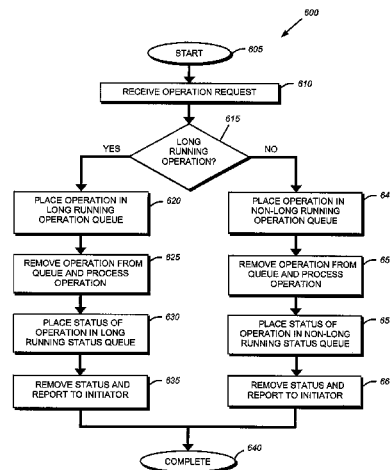 600
START
605
RECEIVE OPERATION REQUEST
610
615
LONG
RUNNING
OPERATION?
YES
NO
PLACE OPERATION IN
LONG RUNNING
OPERATION QUEUE
620
PLACE OPERATION IN
NON-LONG RUNNING
OPERATION QUEUE
64
REMOVE OPERATION FROM
QUEUE AND PROCESS
OPERATION
625
REMOVE OPERATION FROM
QUEUE AND PROCESS
OPERATION
65
PLACE STATUS OF
OPERATION IN LONG
RUNNING STATUS QUEUE
630
PLACE STATUS OF
OPERATION IN NON-LONG
RUNNING STATUS QUEUE
65
REMOVE STATUS AND
REPORT TO INITIATOR
635
REMOVE STATUS AND
REPORT TO INITIATOR
66
COMPLETE
640